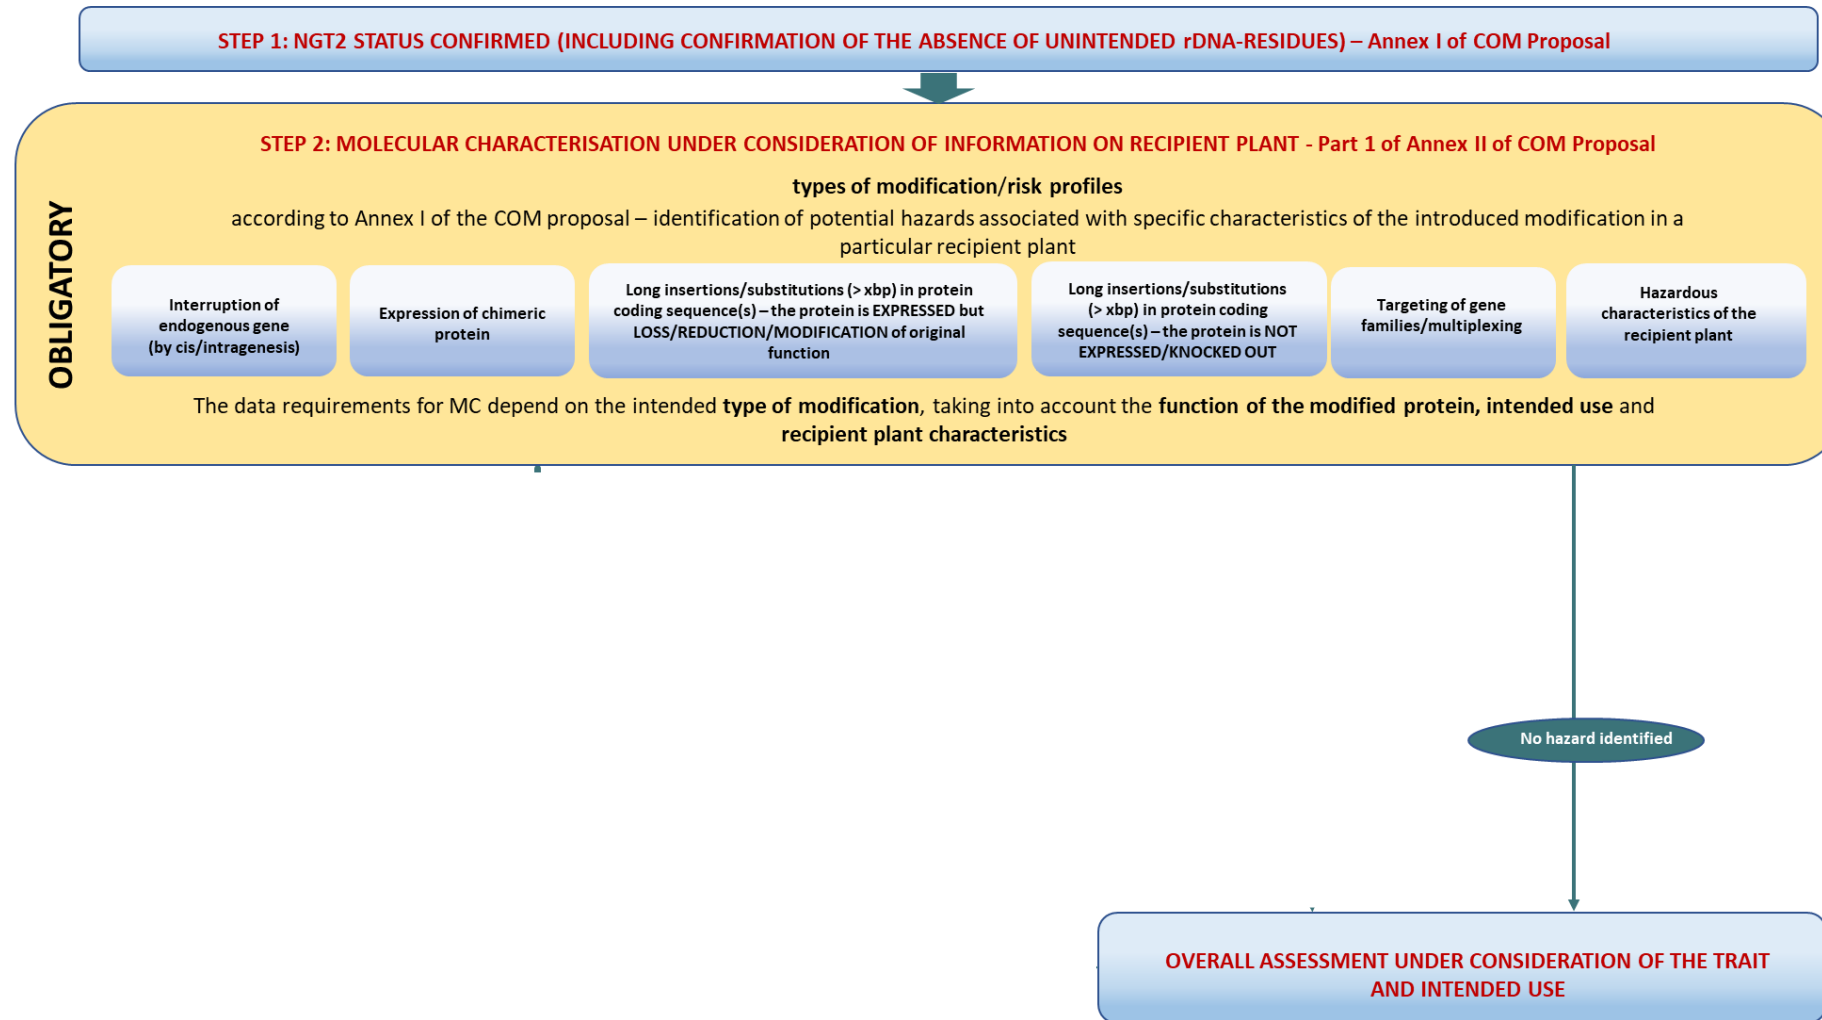 STEP 1: NGT2 STATUS CONFIRMED (INCLUDING CONFIRMATION OF THE ABSENCE OF UNINTENDED rDNA-RESIDUES) – Annex I of COM Proposal
OBLIGATORY
STEP 2: MOLECULAR CHARACTERISATION UNDER CONSIDERATION OF INFORMATION ON RECIPIENT PLANT - Part 1 of Annex II of COM Proposal
types of modification/risk profiles
according to Annex I of the COM proposal – identification of potential hazards associated with specific characteristics of the introduced modification in a
particular recipient plant
Interruption of
endogenous gene
(by cis/intragenesis)
Expression of chimeric
protein
Long insertions/substitutions (> xbp) in protein
coding sequence(s) – the protein is EXPRESSED but
LOSS/REDUCTION/MODIFICATION of original
function
Long insertions/substitutions
(> xbp) in protein coding
sequence(s) – the protein is NOT
EXPRESSED/KNOCKED OUT
Targeting of gene
families/multiplexing
Hazardous
characteristics of the
recipient plant
The data requirements for MC depend on the intended type of modification, taking into account the function of the modified protein, intended use and
recipient plant characteristics
No hazard identified
OVERALL ASSESSMENT UNDER CONSIDERATION OF THE TRAIT
AND INTENDED USE